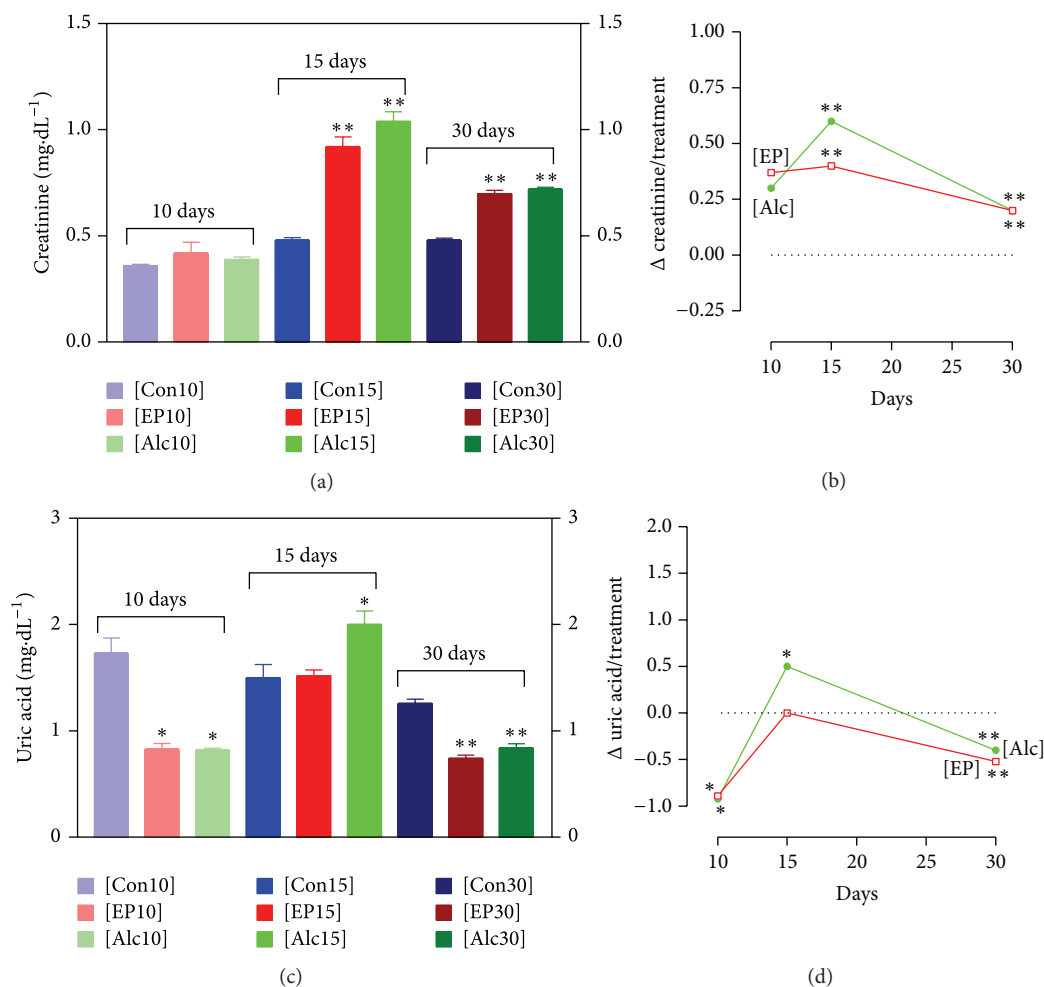 Creatinine (mg·dL−1)
1.5
1.0
0.5
0.0
10 days
15 days
** **
30 days
** **
1.5
1.0
0.5
0.0
[Con10] [Con15] [Con30]
[EP10] [EP15] [EP30]
[Alc10] [Alc15] [Alc30]
(a)
Δ creatinine/treatment
1.00
0.75
0.50
0.25
0.00
−0.25
[EP]
[Alc]
**
**
**
**
10 15 20 25 30
Days
(b)
Uric acid (mg·dL−1)
3
2
1
0
10 days
* *
15 days
*
30 days
** **
3
2
1
0
[Con10] [Con15] [Con30]
[EP10] [EP15] [EP30]
[Alc10] [Alc15] [Alc30]
(c)
Δ uric acid/treatment
2.0
1.5
1.0
0.5
0.0
−0.5
−1.0
*
*
*
**
[Alc]
[EP]
**
10 15 20 25 30
Days
(d)